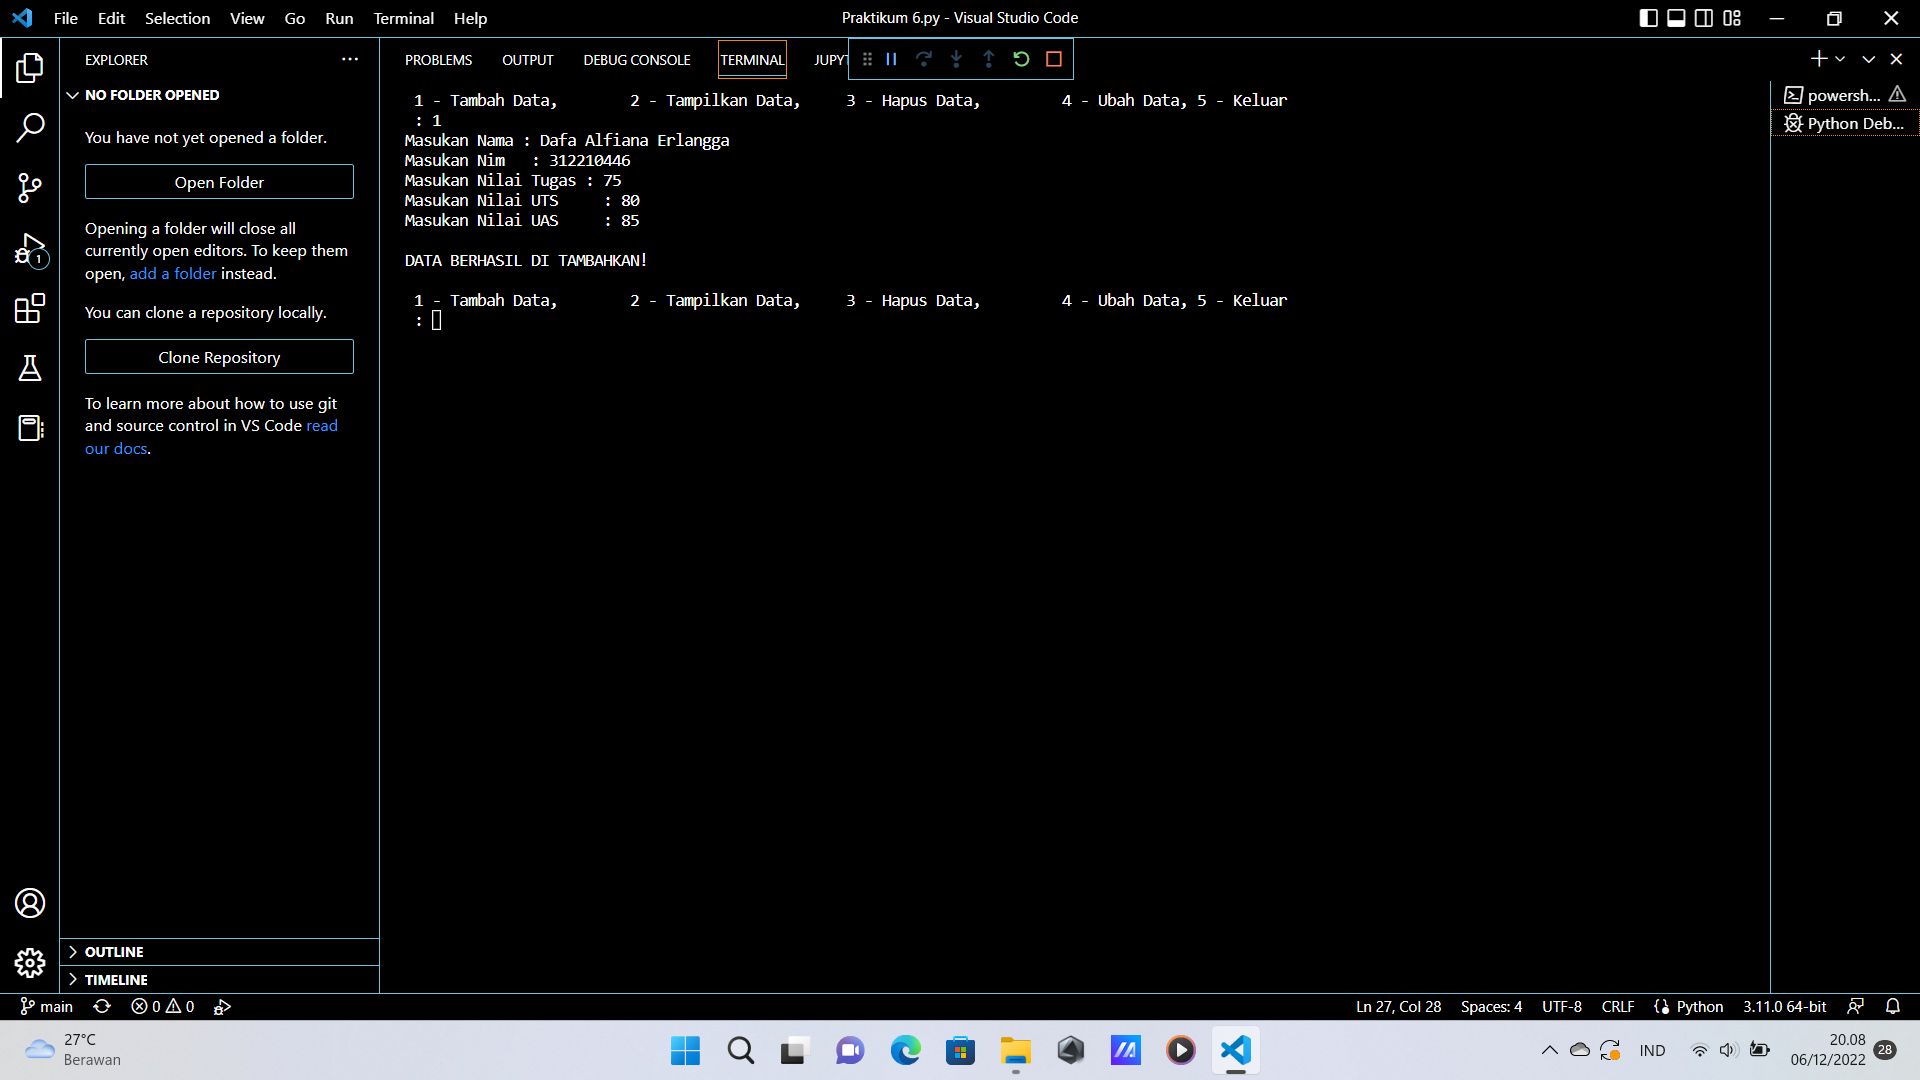 File Edit Selection View Go Run Terminal Help
Praktikum 6.py - Visual Studio Code
EXPLORER
NO FOLDER OPENED
You have not yet opened a folder.
Open Folder
Opening a folder will close all
currently open editors. To keep them
open, add a folder instead.
You can clone a repository locally.
Clone Repository
To learn more about how to use git
and source control in VS Code read
our docs.
OUTLINE
TIMELINE
PROBLEMS OUTPUT DEBUG CONSOLE TERMINAL JUPYT
1 - Tambah Data, 2 - Tampilkan Data, 3 - Hapus Data, 4 - Ubah Data, 5 - Keluar
: 1
Masukan Nama : Dafa Alfiana Erlangga
Masukan Nim : 312210446
Masukan Nilai Tugas : 75
Masukan Nilai UTS : 80
Masukan Nilai UAS : 85
DATA BERHASIL DI TAMBAHKAN!
1 - Tambah Data, 2 - Tampilkan Data, 3 - Hapus Data, 4 - Ubah Data, 5 - Keluar
:
powersh...
Python Deb...
1
main 0 0
Ln 27, Col 28 Spaces: 4 UTF-8 CRLF Python 3.11.0 64-bit
27°C
Berawan
IND
20.08
06/12/2022
28